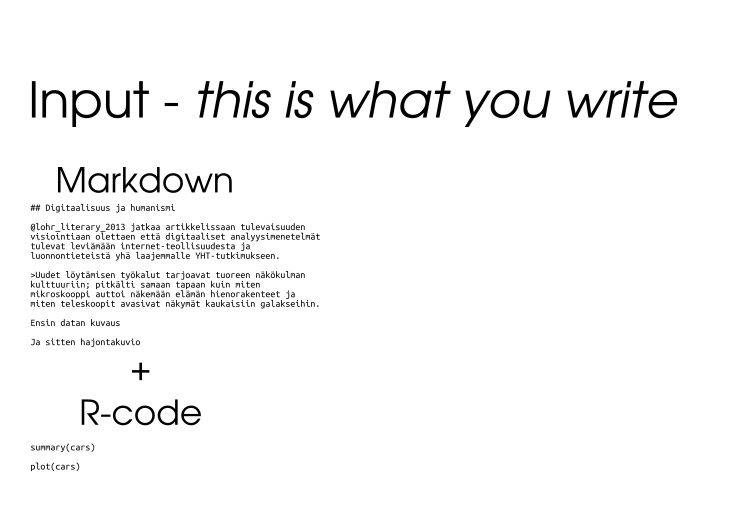 Input - this is what you write
Markdown
## Digitaalisuus ja humanismi
@lohr_literary_2013 jatkaa artikkelissaan tulevaisuuden
visiointiaan olettaen että digitaaliset analyysimenetelmät
tulevat leviämään internet-teollisuudesta ja
luonnontieteistä yhä laajemmalle YHT-tutkimukseen.
>Uudet löytämisen työkalut tarjoavat tuoreen näkökulman
kulttuuriin; pitkälti samaan tapaan kuin miten
mikroskooppi auttoi näkemään elämän hienorakenteet ja
miten teleskoopit avasivat näkymät kaukaisiin galakseihin.
Ensin datan kuvaus
Ja sitten hajontakuvio
+
R-code
summary(cars)
plot(cars)